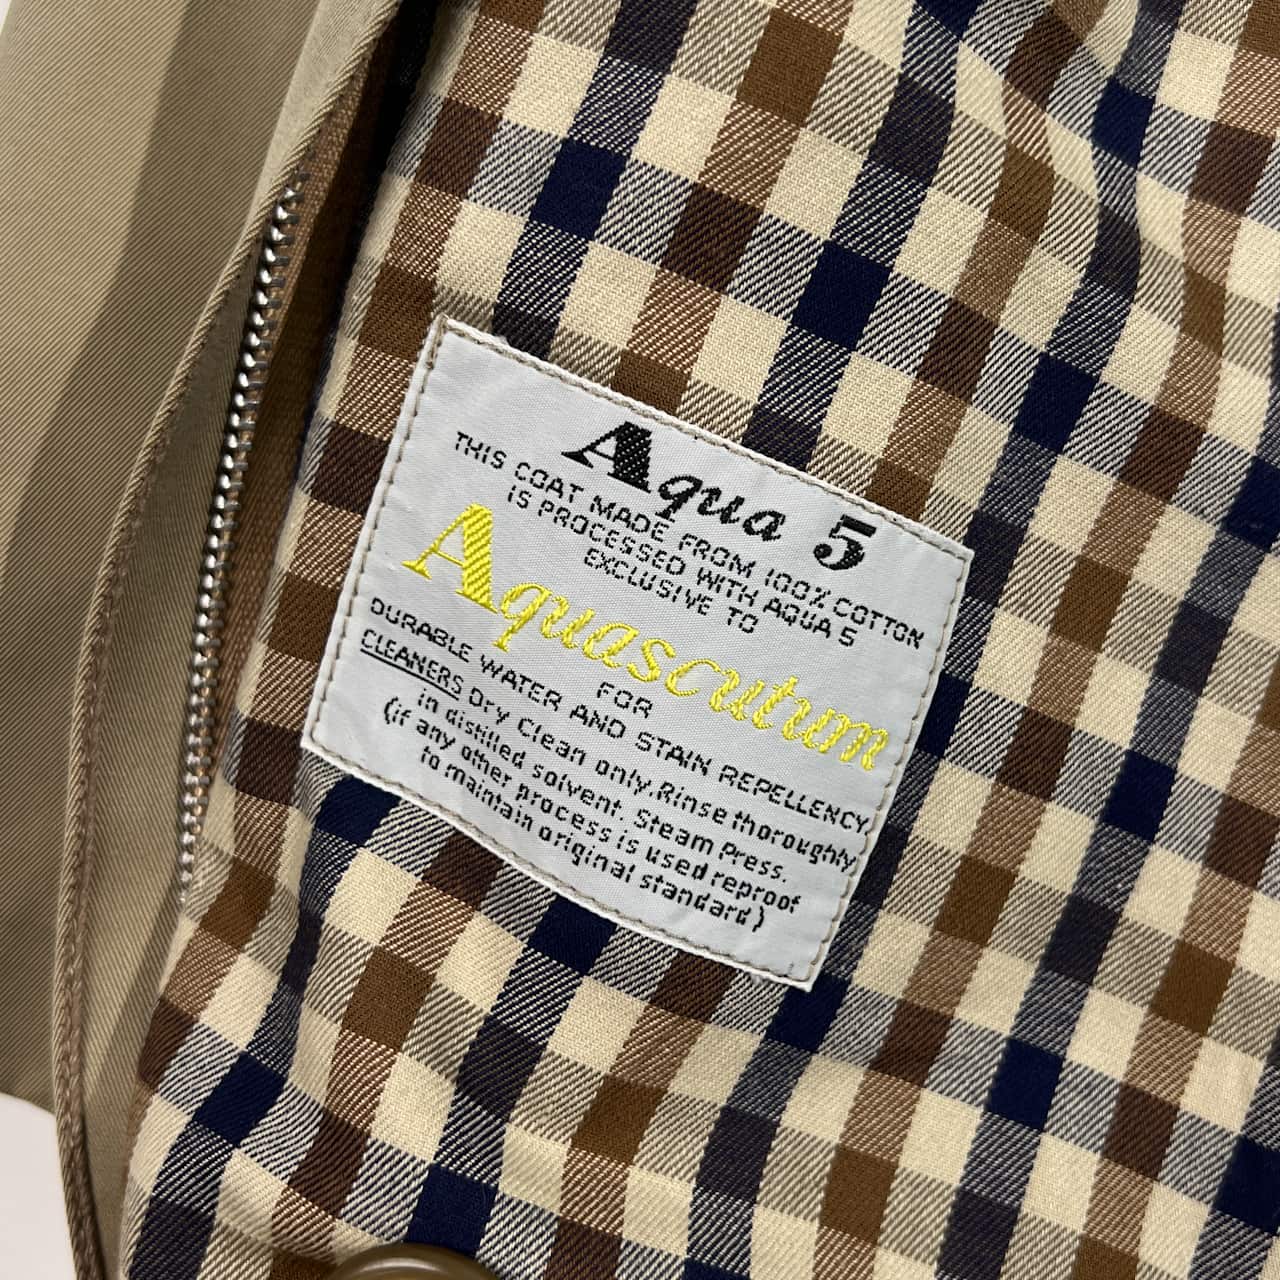 Aqua 5
THIS COAT MADE FROM 100% COTTON
IS PROCESSED WITH AQUA 5
EXCLUSIVE TO
Aquascutum
FOR
DURABLE WATER AND STAIN REPELLENCY.
CLEANERS Dry Clean only. Rinse thoroughly
in distilled solvent. Steam Press.
(if any other process is used reproof
to maintain original standard)